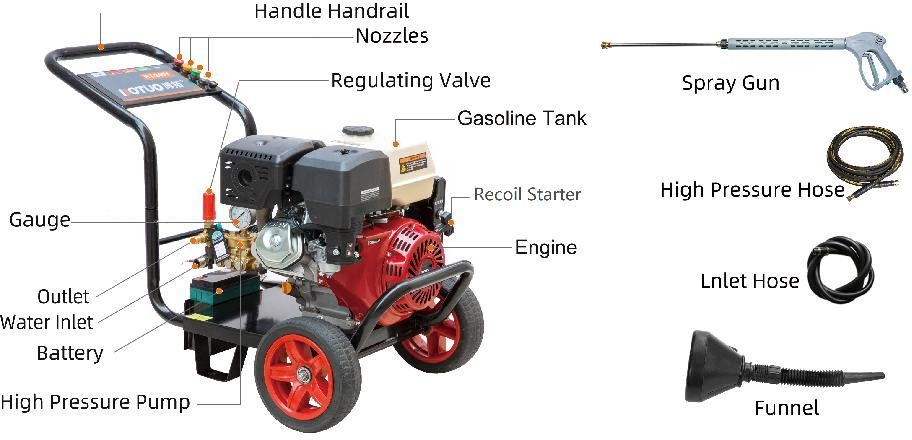 Handle Handrail
Nozzles
Regulating Valve
Gasoline Tank
Recoil Starter
Gauge
Engine
Outlet
Water Inlet
Battery
High Pressure Pump
Spray Gun
High Pressure Hose
Lnlet Hose
Funnel